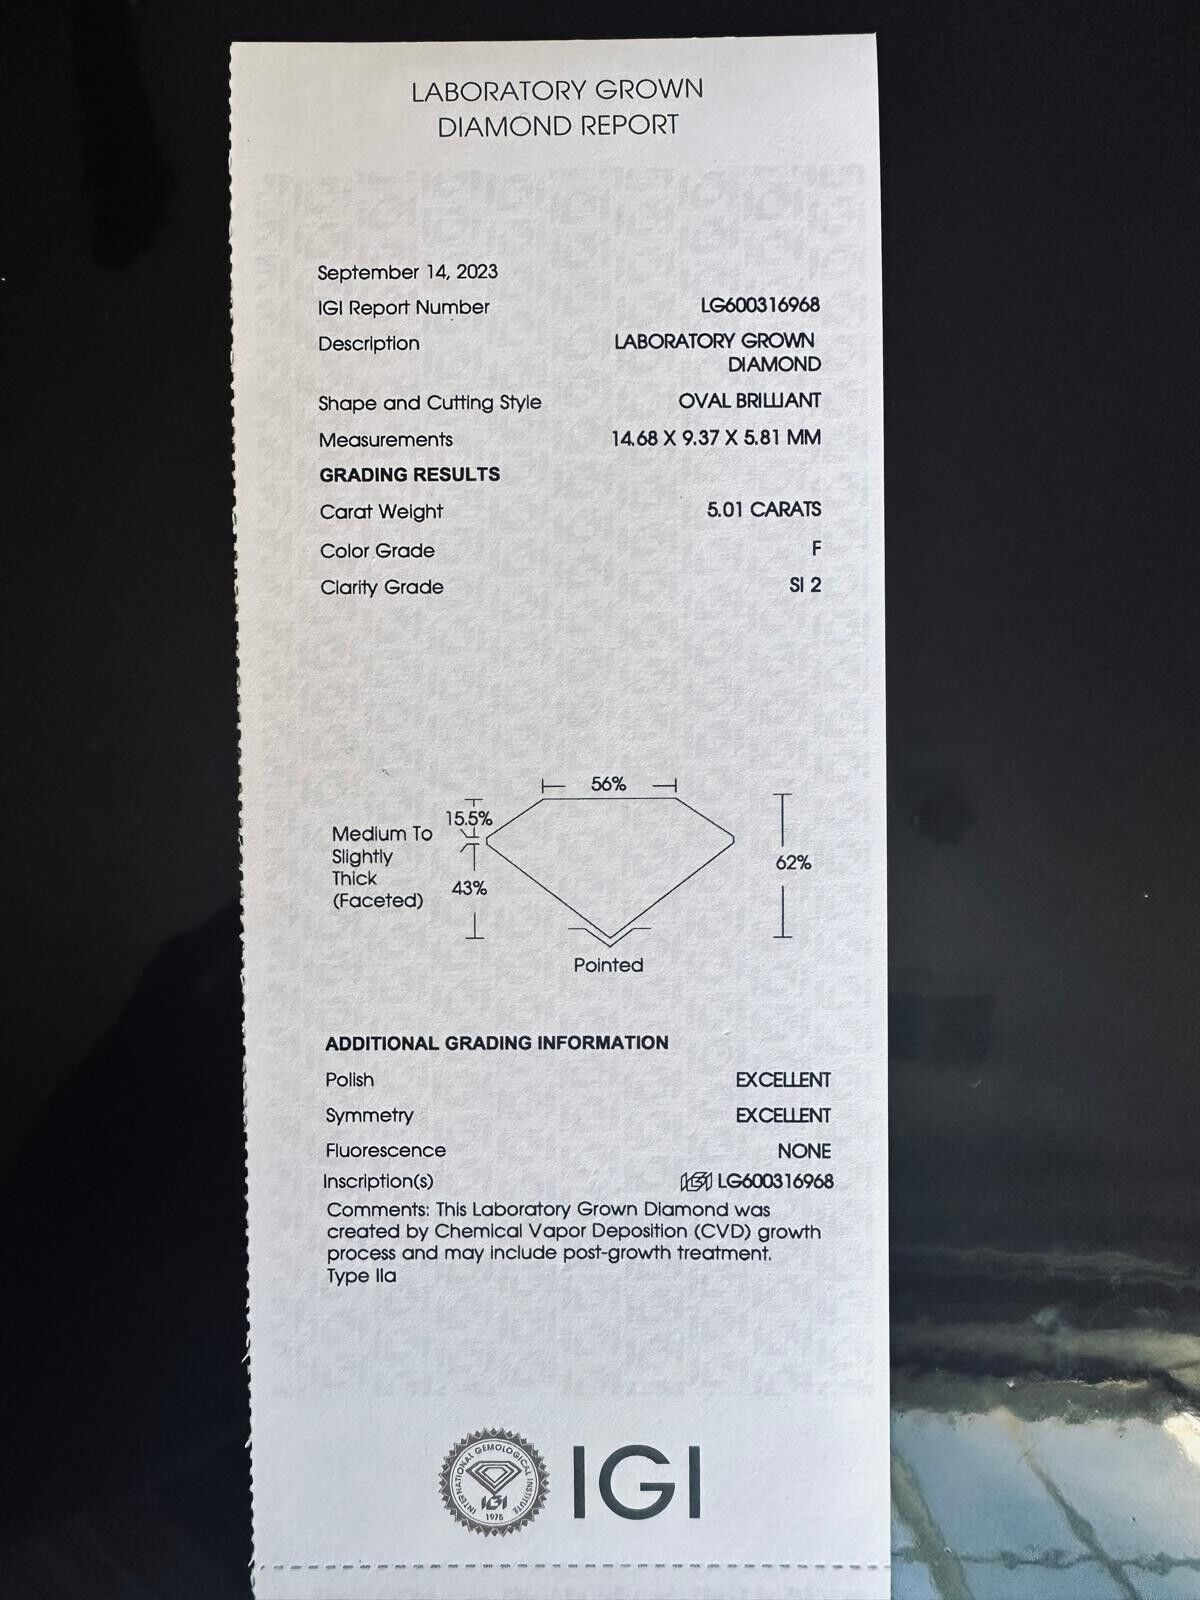 LABORATORY GROWN
DIAMOND REPORT
September 14, 2023
IGI Report Number LG600316968
Description LABORATORY GROWN
DIAMOND
Shape and Cutting Style OVAL BRILLIANT
Measurements 14.68 X 9.37 X 5.81 MM
GRADING RESULTS
Carat Weight 5.01 CARATS
Color Grade F
Clarity Grade SI 2
56%
15.5%
Medium To
Slightly
Thick
(Faceted)
43%
62%
Pointed
ADDITIONAL GRADING INFORMATION
Polish EXCELLENT
Symmetry EXCELLENT
Fluorescence NONE
Inscription(s) IGI LG600316968
Comments: This Laboratory Grown Diamond was
created by Chemical Vapor Deposition (CVD) growth
process and may include post-growth treatment.
Type IIa
INTERNATIONAL GEMOLOGICAL INSTITUTE
IGI
1975
IGI